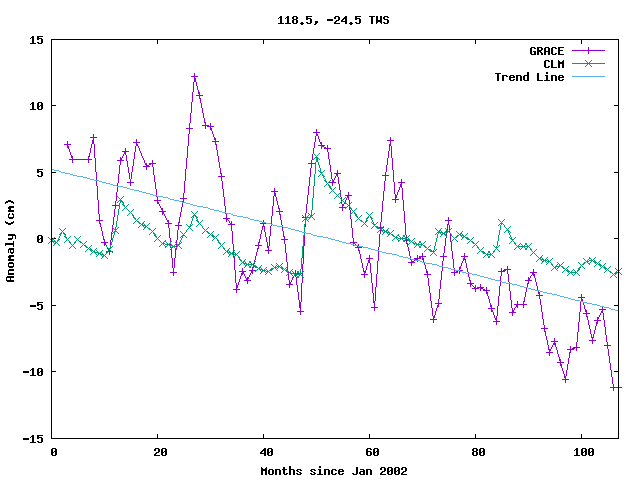 118.5, -24.5 TWS
GRACE
CLM
Trend Line
15
10
5
0
-5
-10
-15
Anomaly (cm)
0 20 40 60 80 100
Months since Jan 2002